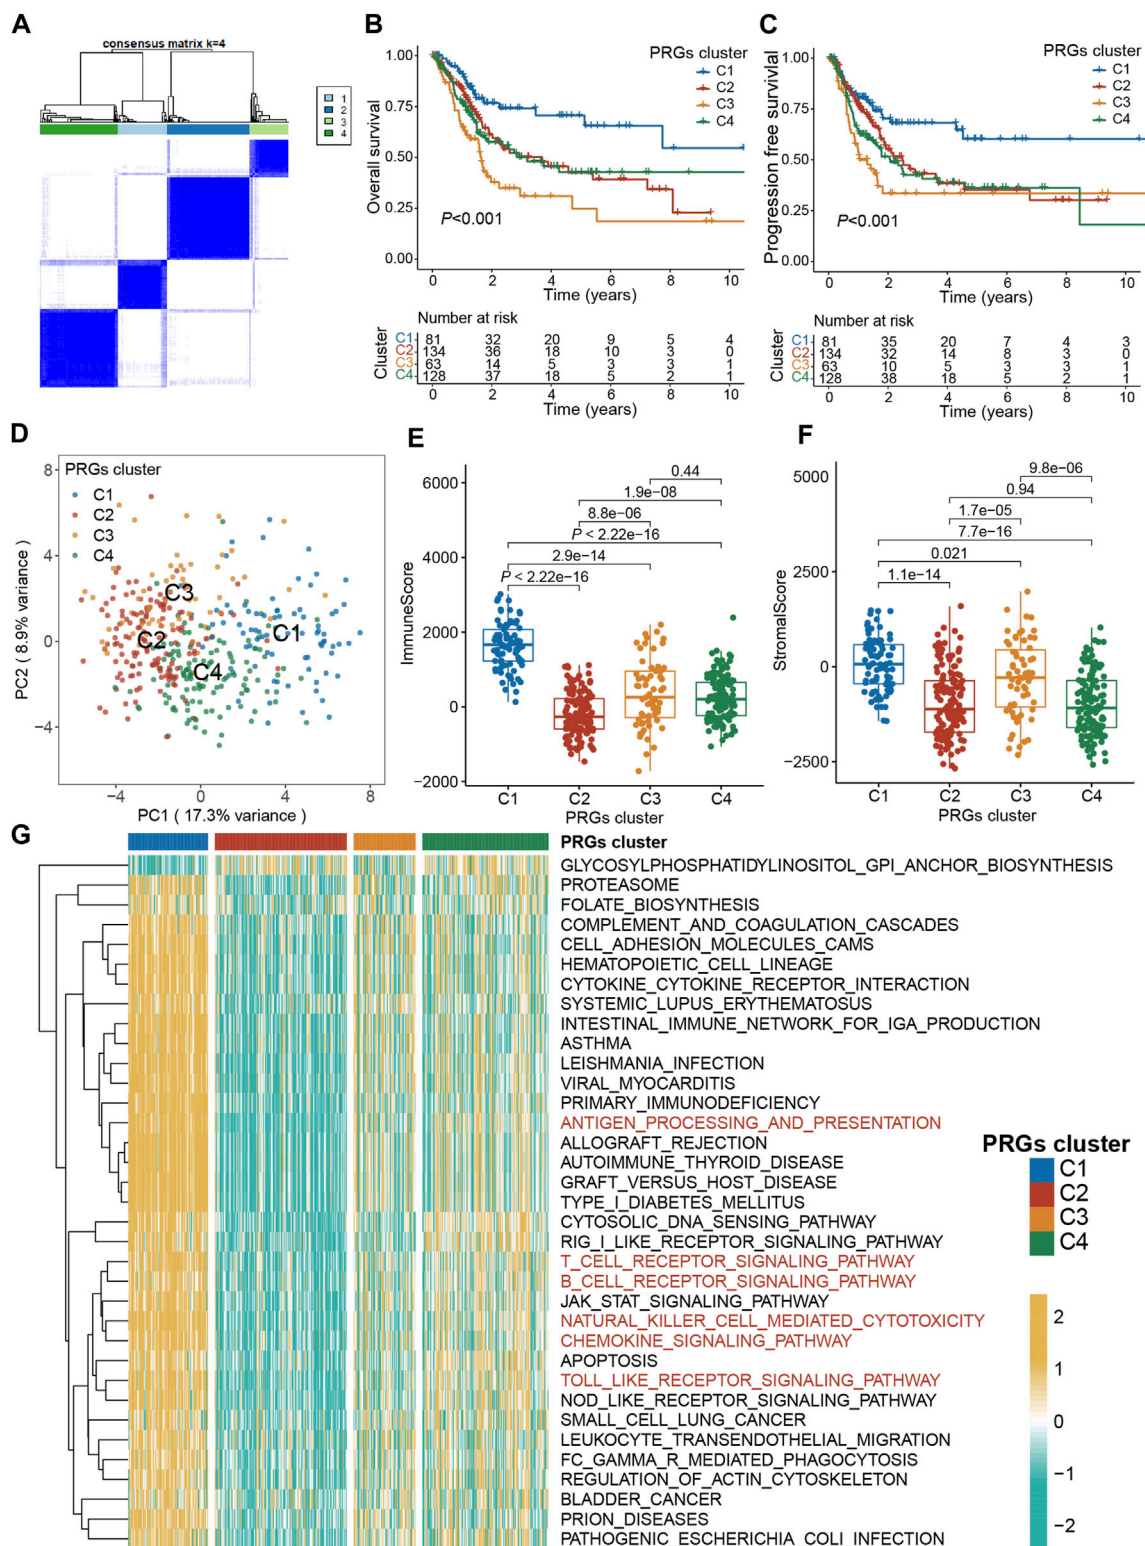 A
consensus matrix k=4
1
2
3
4
B
PRGs cluster
C1
C2
C3
C4
Overall survival
1.00
0.75
0.50
0.25
0.00
P<0.001
0 2 4 6 8 10
Time (years)
Number at risk
Cluster
C1 81 32 20 9 5 4
C2 134 36 18 10 3 0
C3 63 14 5 3 3 1
C4 128 37 18 5 2 1
0 2 4 6 8 10
Time (years)
C
PRGs cluster
C1
C2
C3
C4
Progression free survivial
1.00
0.75
0.50
0.25
0.00
P<0.001
0 2 4 6 8 10
Time (years)
Number at risk
Cluster
C1 81 35 20 7 4 3
C2 134 32 14 8 3 0
C3 63 10 5 3 3 1
C4 128 38 18 5 2 1
0 2 4 6 8 10
Time (years)
D
PRGs cluster
C1
C2
C3
C4
PC2 ( 8.9% variance )
8
4
0
−4
C3
C2
C1
C4
−4 0 4 8
PC1 ( 17.3% variance )
E
ImmuneScore
6000
4000
2000
0
−2000
0.44
1.9e−08
8.8e−06
P < 2.22e−16
2.9e−14
P < 2.22e−16
C1 C2 C3 C4
PRGs cluster
F
StromalScore
5000
2500
0
−2500
9.8e−06
0.94
1.7e−05
7.7e−16
0.021
1.1e−14
C1 C2 C3 C4
PRGs cluster
G
PRGs cluster
GLYCOSYLPHOSPHATIDYLINOSITOL_GPI_ANCHOR_BIOSYNTHESIS
PROTEASOME
FOLATE_BIOSYNTHESIS
COMPLEMENT_AND_COAGULATION_CASCADES
CELL_ADHESION_MOLECULES_CAMS
HEMATOPOIETIC_CELL_LINEAGE
CYTOKINE_CYTOKINE_RECEPTOR_INTERACTION
SYSTEMIC_LUPUS_ERYTHEMATOSUS
INTESTINAL_IMMUNE_NETWORK_FOR_IGA_PRODUCTION
ASTHMA
LEISHMANIA_INFECTION
VIRAL_MYOCARDITIS
PRIMARY_IMMUNODEFICIENCY
ANTIGEN_PROCESSING_AND_PRESENTATION
ALLOGRAFT_REJECTION
AUTOIMMUNE_THYROID_DISEASE
GRAFT_VERSUS_HOST_DISEASE
TYPE_I_DIABETES_MELLITUS
CYTOSOLIC_DNA_SENSING_PATHWAY
RIG_I_LIKE_RECEPTOR_SIGNALING_PATHWAY
T_CELL_RECEPTOR_SIGNALING_PATHWAY
B_CELL_RECEPTOR_SIGNALING_PATHWAY
JAK_STAT_SIGNALING_PATHWAY
NATURAL_KILLER_CELL_MEDIATED_CYTOTOXICITY
CHEMOKINE_SIGNALING_PATHWAY
APOPTOSIS
TOLL_LIKE_RECEPTOR_SIGNALING_PATHWAY
NOD_LIKE_RECEPTOR_SIGNALING_PATHWAY
SMALL_CELL_LUNG_CANCER
LEUKOCYTE_TRANSENDOTHELIAL_MIGRATION
FC_GAMMA_R_MEDIATED_PHAGOCYTOSIS
REGULATION_OF_ACTIN_CYTOSKELETON
BLADDER_CANCER
PRION_DISEASES
PATHOGENIC_ESCHERICHIA_COLI_INFECTION
PRGs cluster
C1
C2
C3
C4
2
1
0
−1
−2